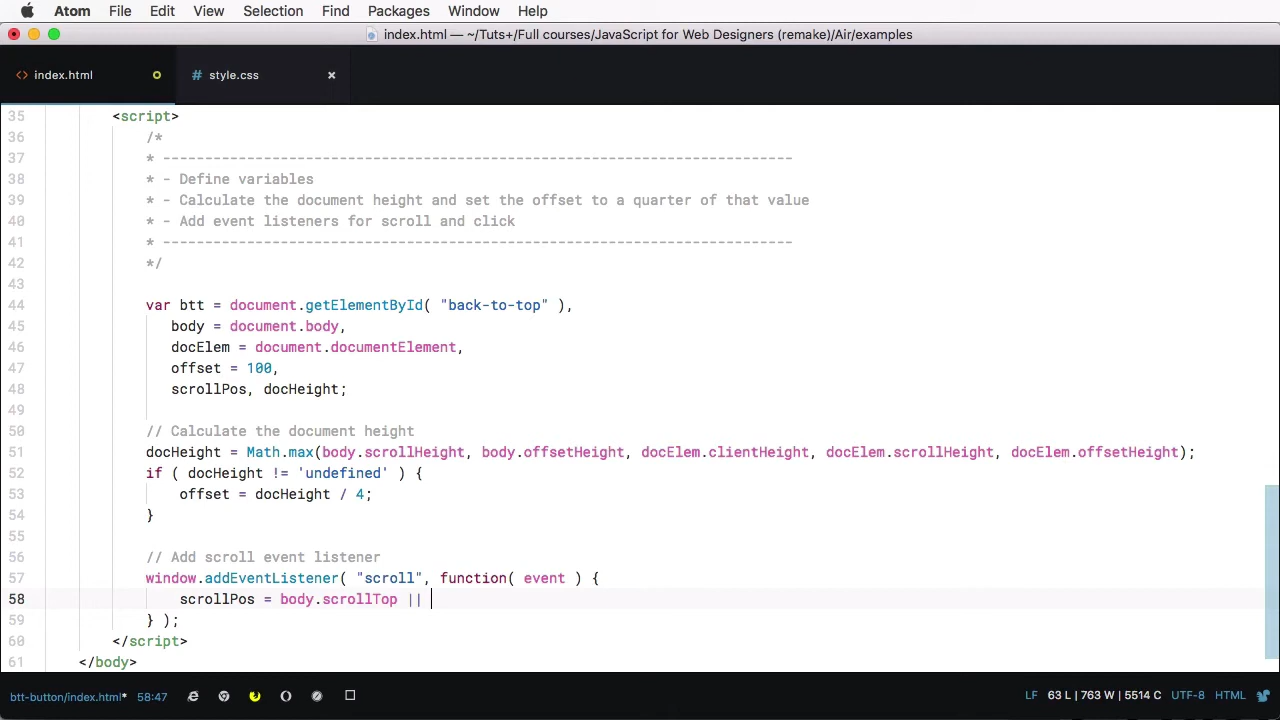 Atom File Edit View Selection Find Packages Window Help
index.html — ~/Tuts+/Full courses/JavaScript for Web Designers (remake)/Air/examples
<> index.html # style.css ×
35 <script>
36 /*
37 * ---------------------------------------------------------------------------
38 * - Define variables
39 * - Calculate the document height and set the offset to a quarter of that value
40 * - Add event listeners for scroll and click
41 * ---------------------------------------------------------------------------
42 */
43
44 var btt = document.getElementById( "back-to-top" ),
45 body = document.body,
46 docElem = document.documentElement,
47 offset = 100,
48 scrollPos, docHeight;
49
50 // Calculate the document height
51 docHeight = Math.max(body.scrollHeight, body.offsetHeight, docElem.clientHeight, docElem.scrollHeight, docElem.offsetHeight);
52 if ( docHeight != 'undefined' ) {
53 offset = docHeight / 4;
54 }
55
56 // Add scroll event listener
57 window.addEventListener( "scroll", function( event ) {
58 scrollPos = body.scrollTop ||
59 } );
60 </script>
61 </body>
btt-button/index.html* 58:47 LF 63 L | 763 W | 5514 C UTF-8 HTML